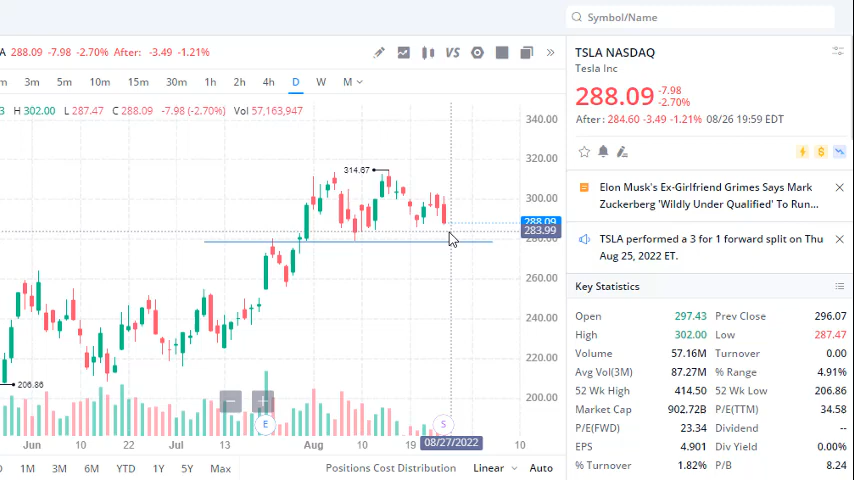 Symbol/Name
A 288.09 -7.98 -2.70% After: -3.49 -1.21%
VS
m 3m 5m 10m 15m 30m 1h 2h 4h D W M
3 H 302.00 L 287.47 C 288.09 -7.98 (-2.70%) Vol 57,163,947
340.00
320.00
314.67
300.00
288.09
283.99
280.00
260.00
240.00
220.00
206.86
200.00
E
S
Jun 10 Jul 13 Aug 10 19 08/27/2022 10
D 1M 3M 6M YTD 1Y 5Y Max Positions Cost Distribution Linear Auto
TSLA NASDAQ
Tesla Inc
288.09 -7.98
-2.70%
After: 284.60 -3.49 -1.21% 08/26 19:59 EDT
Elon Musk's Ex-Girlfriend Grimes Says Mark
Zuckerberg 'Wildly Under Qualified' To Run...
TSLA performed a 3 for 1 forward split on Thu
Aug 25, 2022 ET.
Key Statistics
Open 297.43 Prev Close 296.07
High 302.00 Low 287.47
Volume 57.16M Turnover 0.00
Avg Vol(3M) 87.27M % Range 4.91%
52 Wk High 414.50 52 Wk Low 206.86
Market Cap 902.72B P/E(TTM) 34.58
P/E(FWD) 23.34 Dividend --
EPS 4.901 Div Yield 0.00%
% Turnover 1.82% P/B 8.24